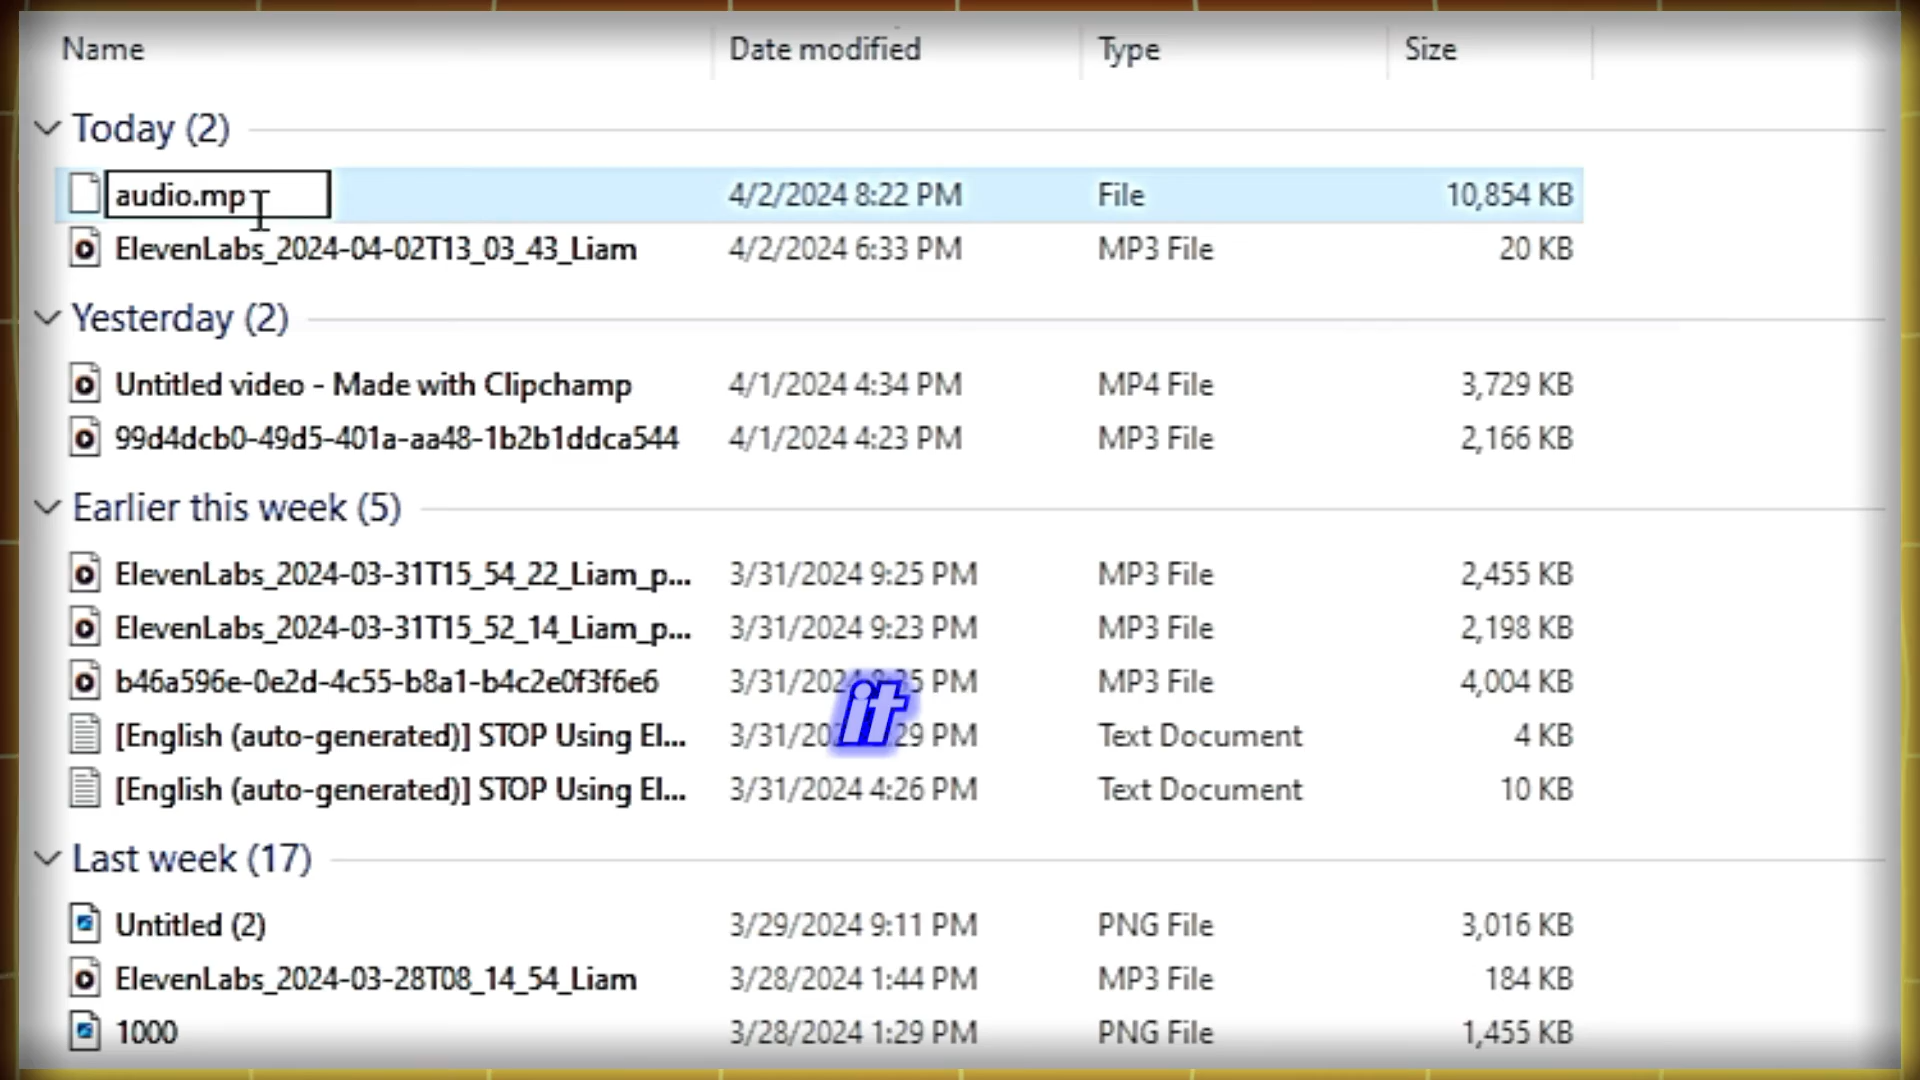 Name Date modified Type Size
Today (2)
audio.mp 4/2/2024 8:22 PM File 10,854 KB
ElevenLabs_2024-04-02T13_03_43_Liam 4/2/2024 6:33 PM MP3 File 20 KB
Yesterday (2)
Untitled video - Made with Clipchamp 4/1/2024 4:34 PM MP4 File 3,729 KB
99d4dcb0-49d5-401a-aa48-1b2b1ddca544 4/1/2024 4:23 PM MP3 File 2,166 KB
Earlier this week (5)
ElevenLabs_2024-03-31T15_54_22_Liam_p... 3/31/2024 9:25 PM MP3 File 2,455 KB
ElevenLabs_2024-03-31T15_52_14_Liam_p... 3/31/2024 9:23 PM MP3 File 2,198 KB
b46a596e-0e2d-4c55-b8a1-b4c2e0f3f6e6 PM MP3 File 4,004 KB
it
[English (auto-generated)] STOP Using El... PM Text Document 4 KB
[English (auto-generated)] STOP Using El... 3/31/2024 4:26 PM Text Document 10 KB
Last week (17)
Untitled (2) 3/29/2024 9:11 PM PNG File 3,016 KB
ElevenLabs_2024-03-28T08_14_54_Liam 3/28/2024 1:44 PM MP3 File 184 KB
1000 3/28/2024 1:29 PM PNG File 1,455 KB